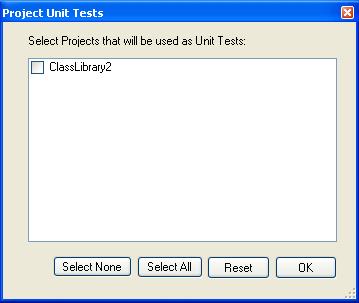 Project Unit Tests
Select Projects that will be used as Unit Tests:
ClassLibrary2
Select None Select All Reset OK